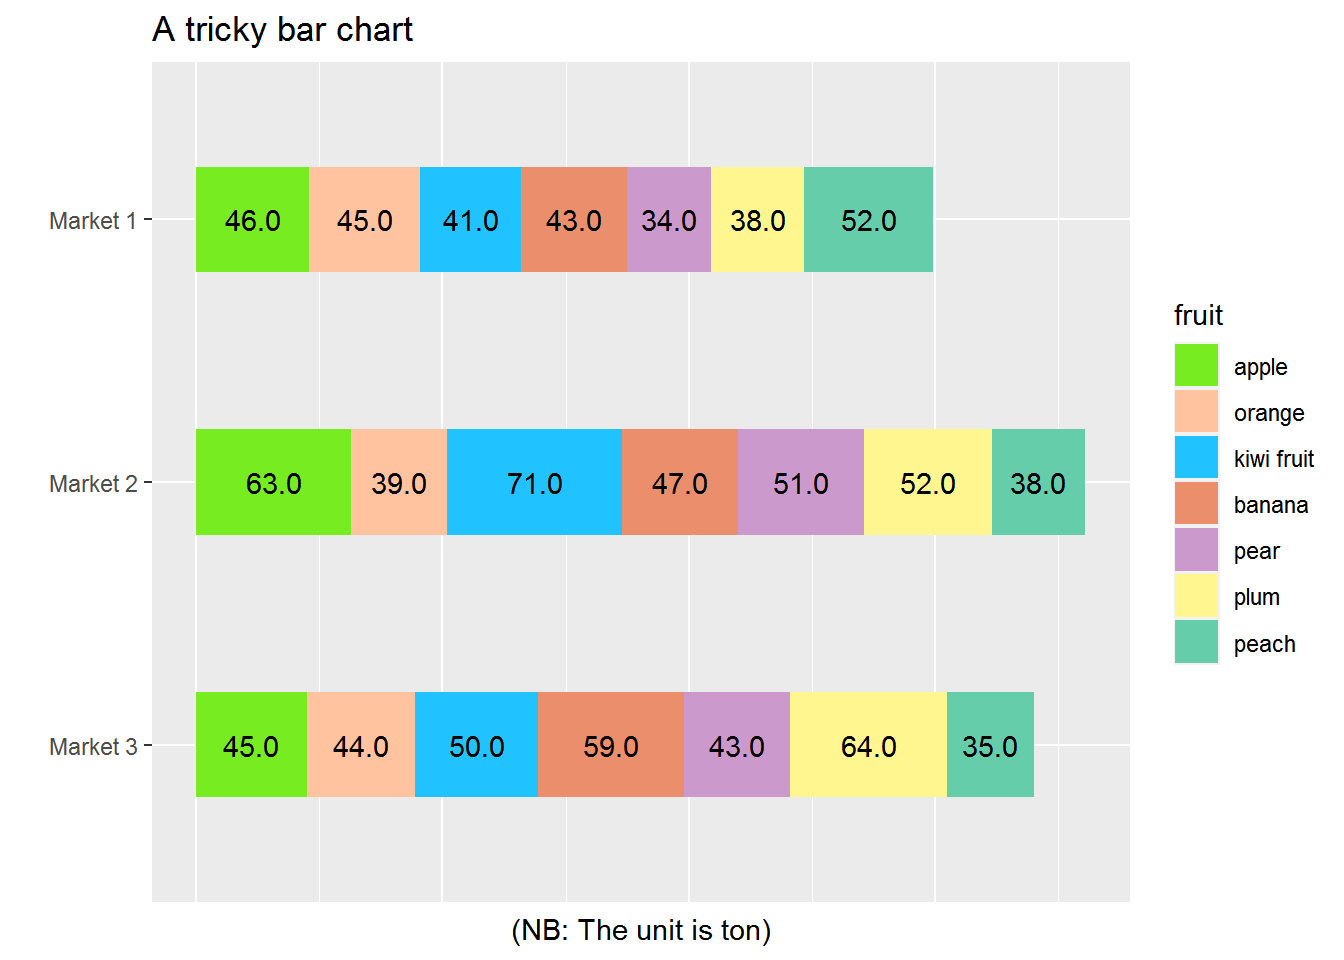 A tricky bar chart
Market 1
46.0 45.0 41.0 43.0 34.0 38.0 52.0
Market 2
63.0 39.0 71.0 47.0 51.0 52.0 38.0
Market 3
45.0 44.0 50.0 59.0 43.0 64.0 35.0
(NB: The unit is ton)
fruit
apple
orange
kiwi fruit
banana
pear
plum
peach